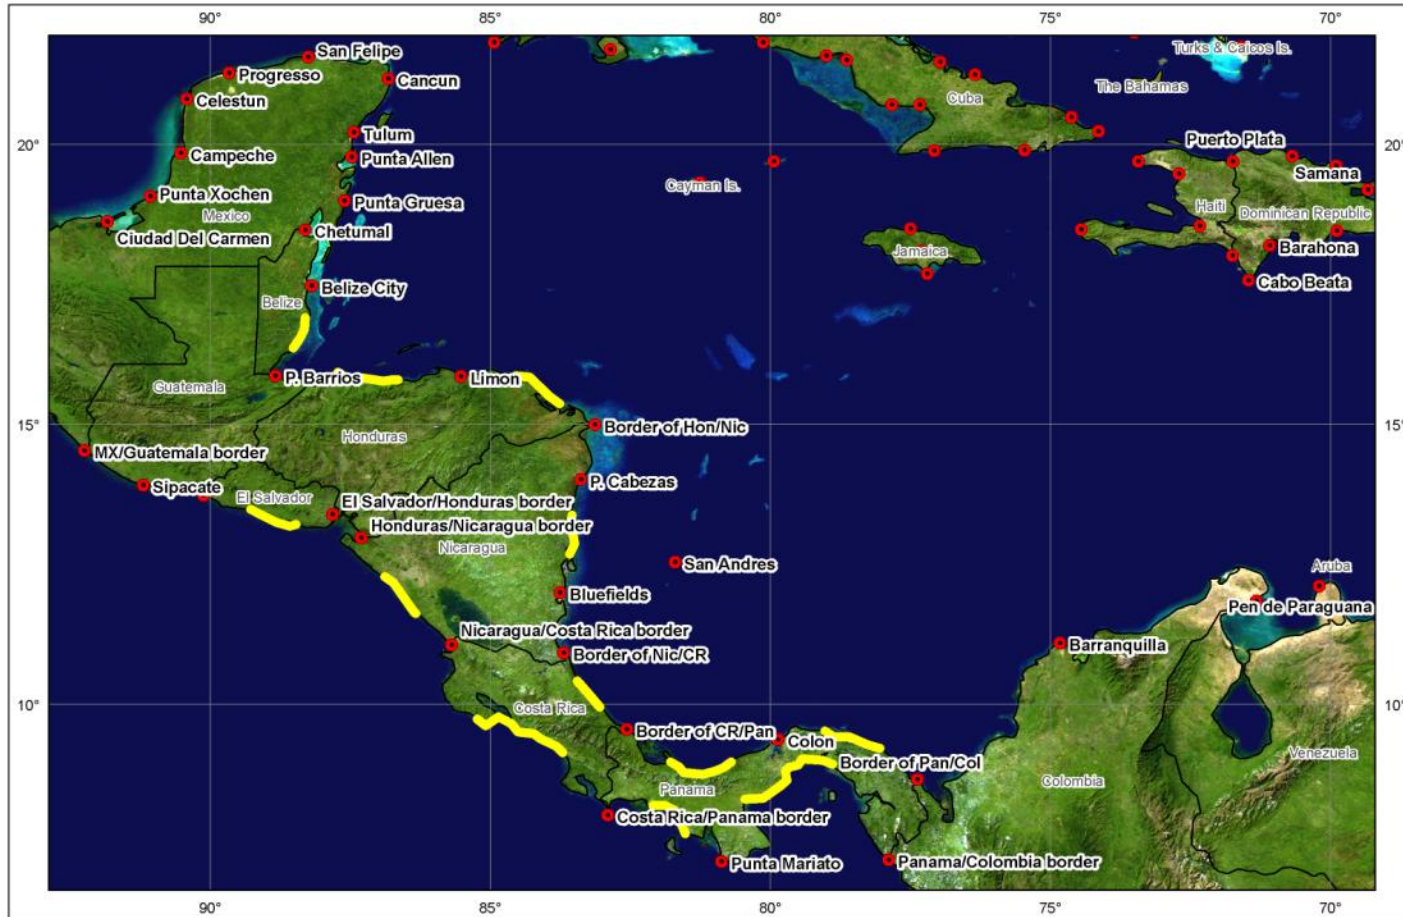 90°
85°
80°
75°
70°
San Felipe
Progresso
Cancun
Celestun
Turks & Caicos Is.
The Bahamas
Cuba
Tulum
20°
Campeche
Punta Allen
Puerto Plata
20°
Cayman Is.
Samana
Punta Xochen
Punta Gruesa
Haiti
Mexico
Dominican Republic
Ciudad Del Carmen
Chetumal
Jamaica
Barahona
Belize City
Cabo Beata
Belize
P. Barrios
Limon
Guatemala
15°
Border of Hon/Nic
15°
Honduras
MX/Guatemala border
P. Cabezas
Sipacate
El Salvador
El Salvador/Honduras border
Honduras/Nicaragua border
Nicaragua
San Andres
Aruba
Bluefields
Pen de Paraguana
Nicaragua/Costa Rica border
Border of Nic/CR
Barranquilla
10°
Costa Rica
10°
Border of CR/Pan
Colon
Venezuela
Border of Pan/Col
Colombia
Panama
Costa Rica/Panama border
Punta Mariato
Panama/Colombia border
90°
85°
80°
75°
70°